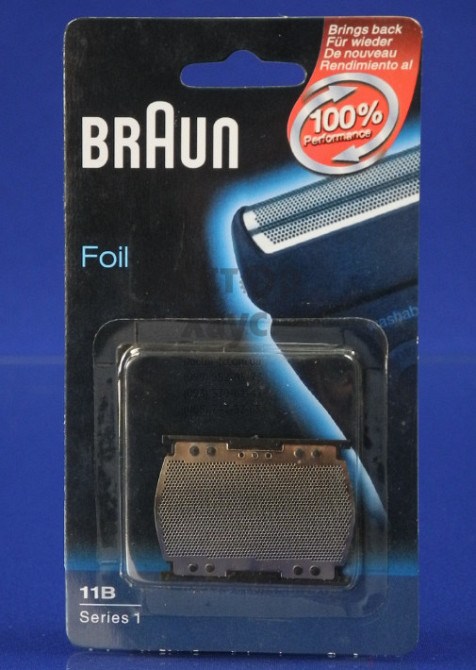 Brings back
Für wieder
De nouveau
Rendimiento al
100%
Performance
BRAUN
Foil
11B
Series 1